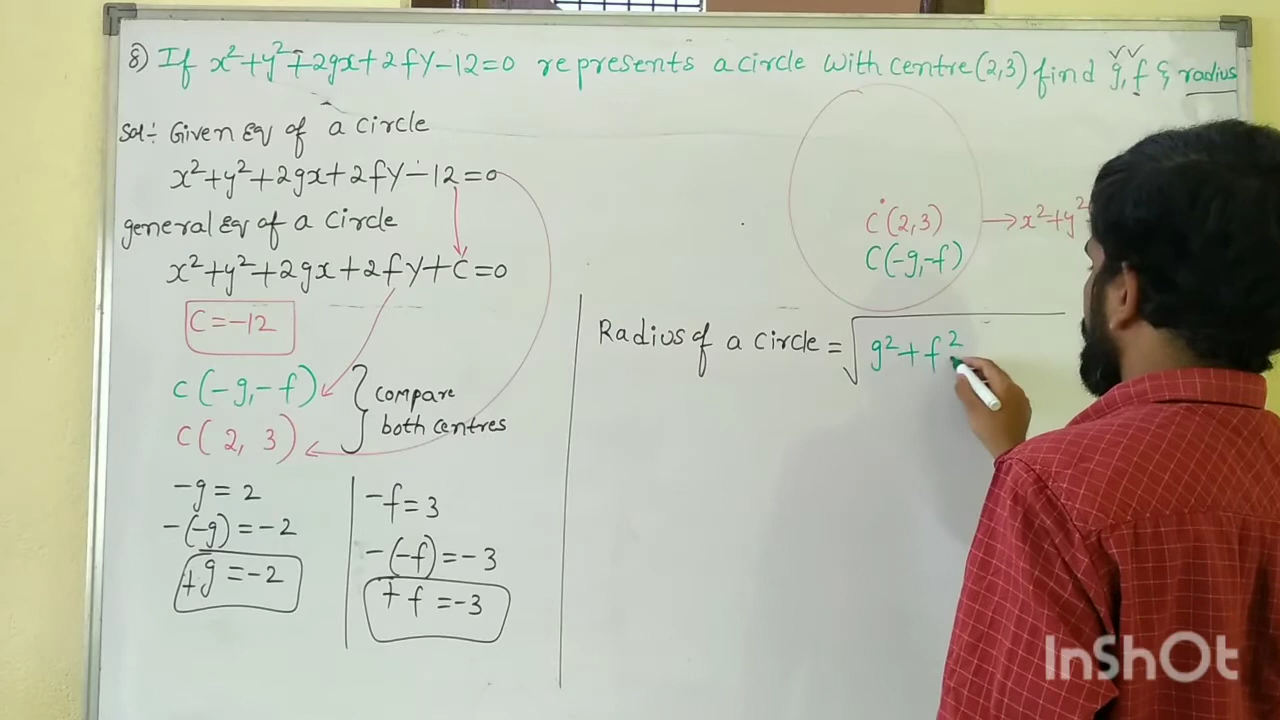 8) If x²+y²+2gx+2fy-12=0 represents a circle with centre(2,3) find g, f & radius
Sol:- Given Eq of a circle
x²+y²+2gx+2fy-12=0
general Eq of a circle
x²+y²+2gx+2fy+c=0
C=-12
C(-g,-f)
C(2, 3)
compare
both centres
-g=2
-(-g)=-2
+g=-2
-f=3
-(-f)=-3
+f=-3
C(2,3) →x²+y²
C(-g,-f)
Radius of a circle = √g²+f²
InShOt